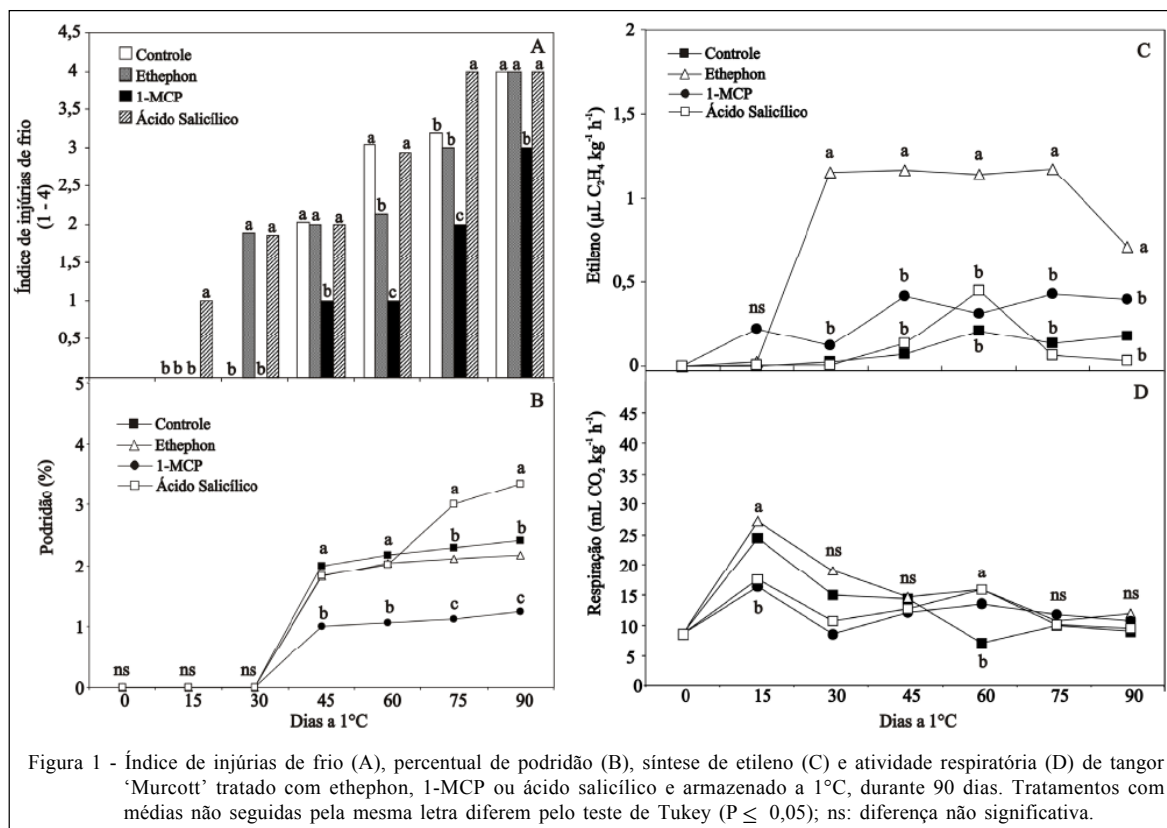 A
4,5
4
3,5
3
2,5
2
1,5
1
0,5
Índice de injúrias de frio
(1 - 4)
Controle
Ethephon
1-MCP
Ácido Salicílico
b b b a
b a b a
a a b a
a b c a
b b c a
a a b a
B
5
4
3
2
1
0
Podridão (%)
Controle
Ethephon
1-MCP
Ácido Salicílico
ns ns ns a a a a
b b
b b c c
0 15 30 45 60 75 90
Dias a 1°C
C
2
1,5
1
0,5
0
Etileno (µL C₂H₄ kg⁻¹ h⁻¹)
Controle
Ethephon
1-MCP
Ácido Salicílico
a a a a
a
ns b b b b b
b b b b
D
45
40
35
30
25
20
15
10
5
0
Respiração (mL CO₂ kg⁻¹ h⁻¹)
a ns ns a ns ns
b b
0 15 30 45 60 75 90
Dias a 1°C
Figura 1 - Índice de injúrias de frio (A), percentual de podridão (B), síntese de etileno (C) e atividade respiratória (D) de tangor
‘Murcott’ tratado com ethephon, 1-MCP ou ácido salicílico e armazenado a 1°C, durante 90 dias. Tratamentos com
médias não seguidas pela mesma letra diferem pelo teste de Tukey (P ≤ 0,05); ns: diferença não significativa.